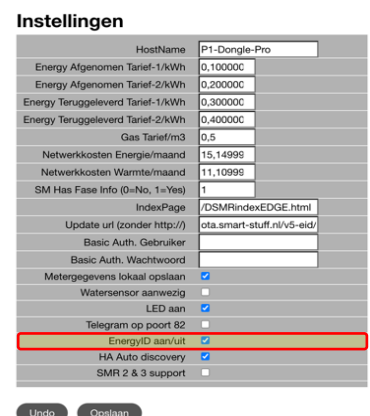 Instellingen
HostName P1-Dongle-Pro
Energy Afgenomen Tarief-1/kWh 0,100000
Energy Afgenomen Tarief-2/kWh 0,200000
Energy Teruggeleverd Tarief-1/kWh 0,300000
Energy Teruggeleverd Tarief-2/kWh 0,400000
Gas Tarief/m3 0,5
Netwerkkosten Energie/maand 15,14999
Netwerkkosten Warmte/maand 11,10999
SM Has Fase Info (0=No, 1=Yes) 1
IndexPage /DSMRindexEDGE.html
Update url (zonder http://) ota.smart-stuff.nl/v5-eid/
Basic Auth. Gebruiker
Basic Auth. Wachtwoord
Metergegevens lokaal opslaan
Watersensor aanwezig
LED aan
Telegram op poort 82
EnergyID aan/uit
HA Auto discovery
SMR 2 & 3 support
Undo Opslaan